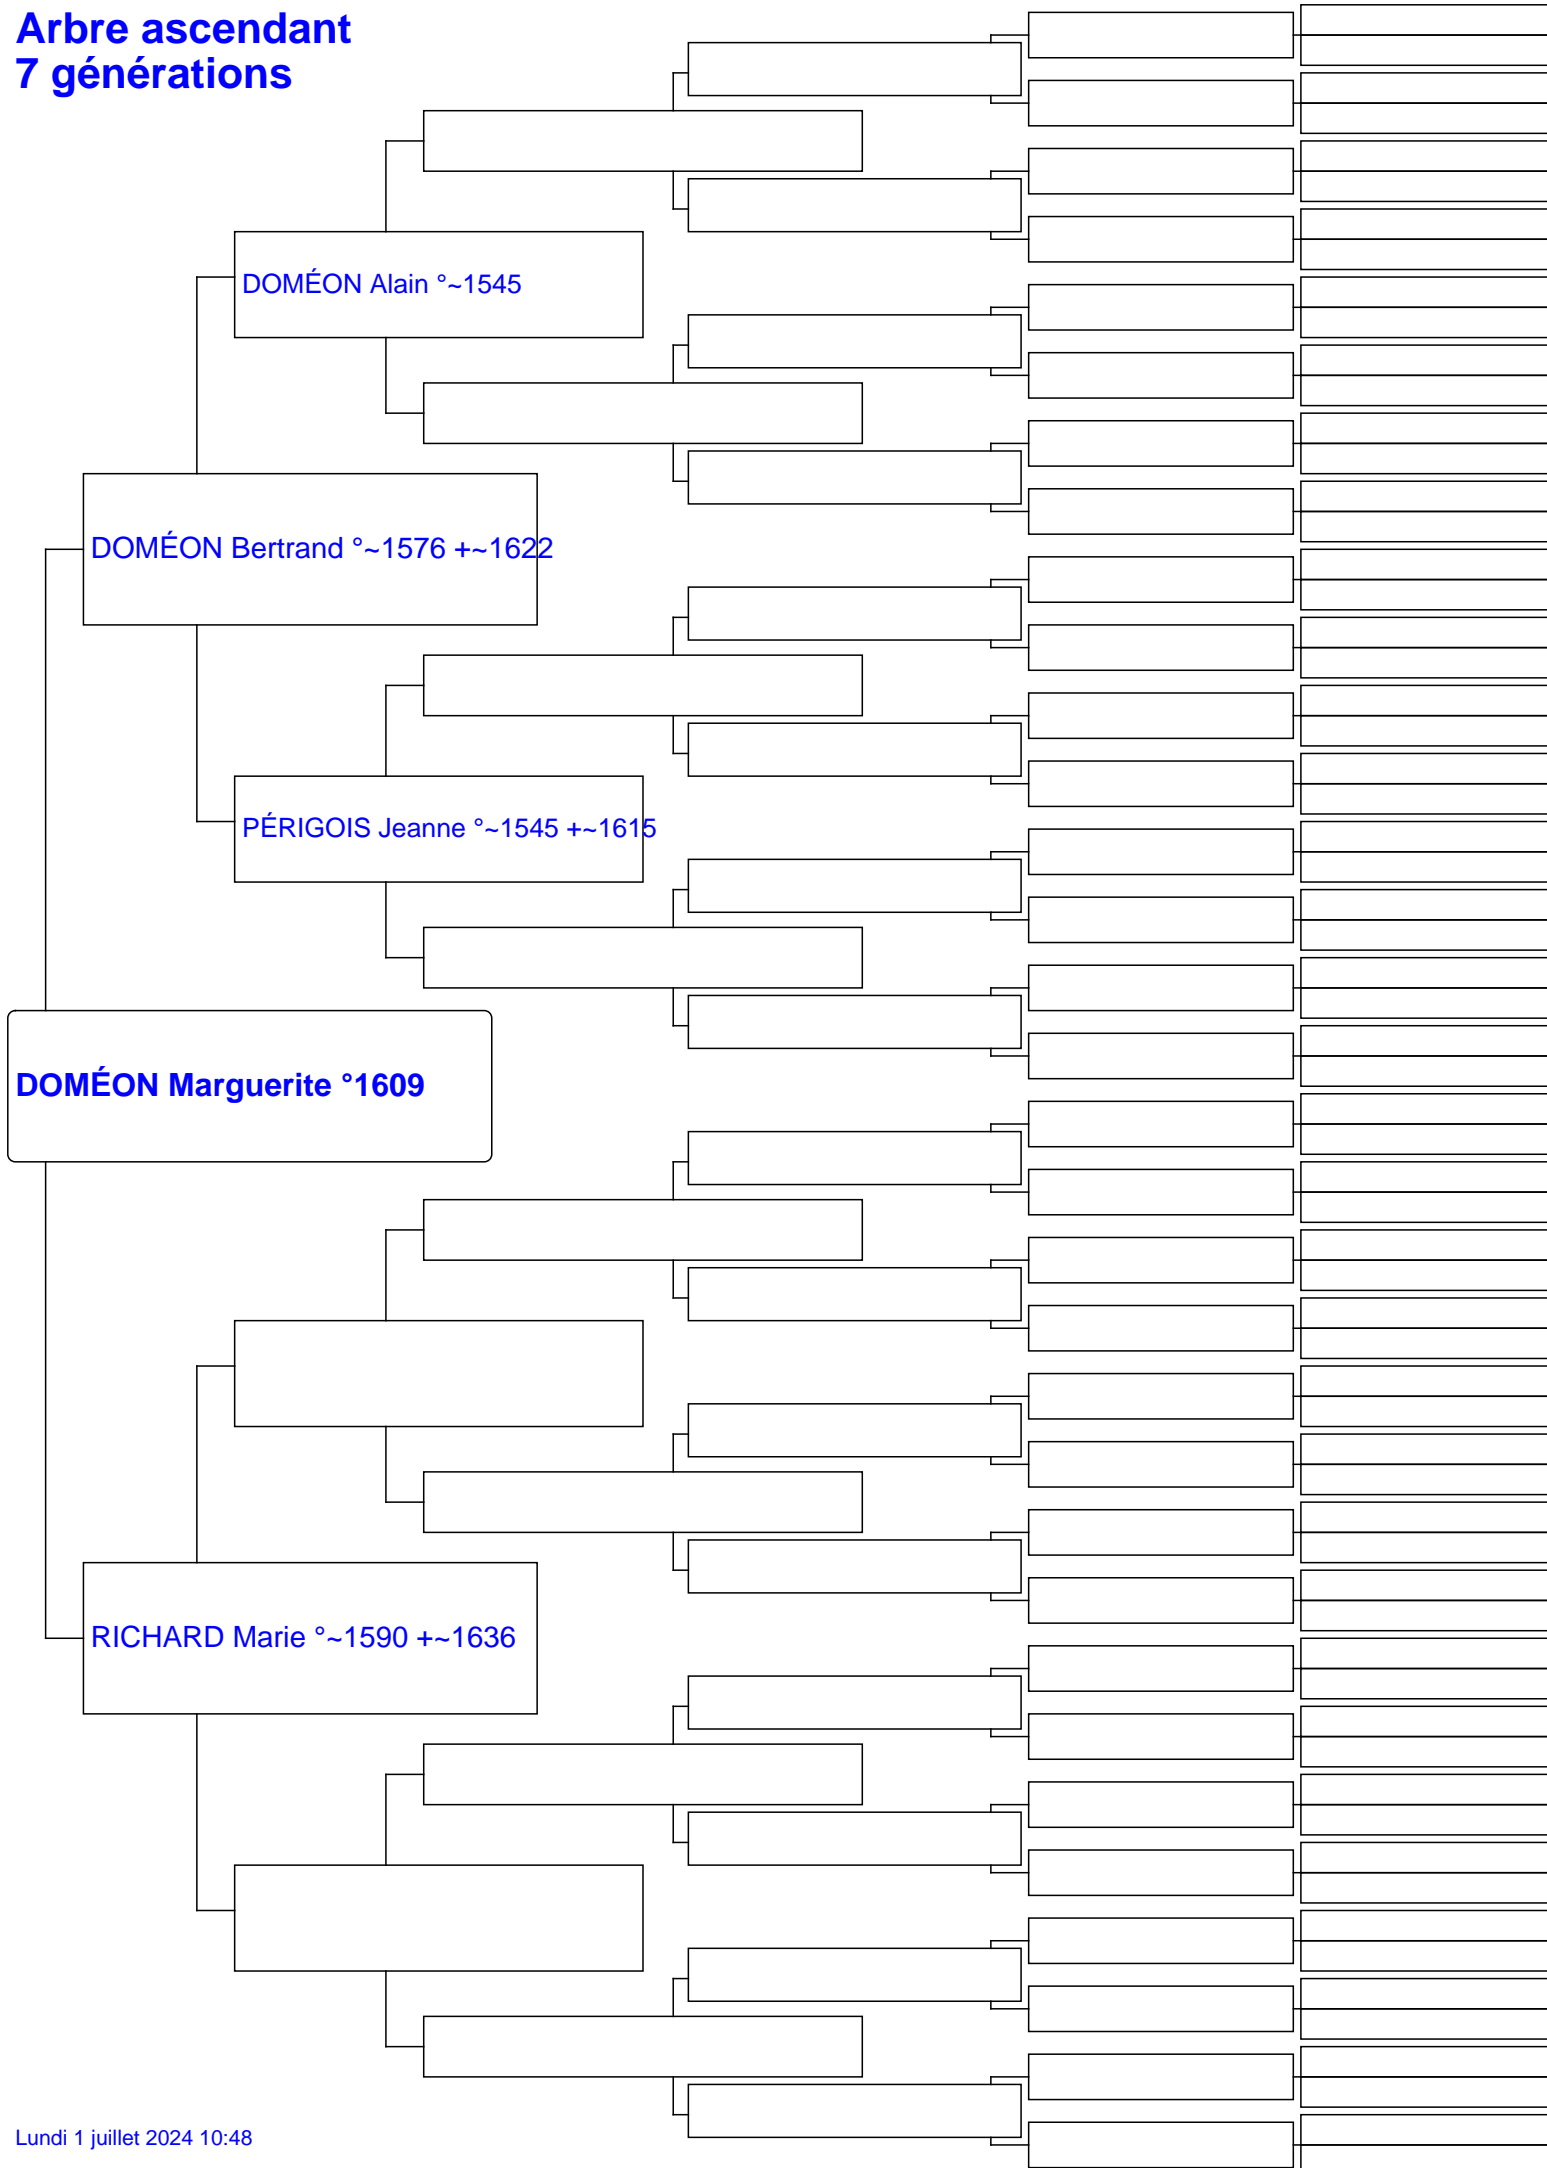 Arbre ascendant
7 générations
DOMÉON Alain °~1545
DOMÉON Bertrand °~1576 +~1622
PÉRIGOIS Jeanne °~1545 +~1615
DOMÉON Marguerite °1609
RICHARD Marie °~1590 +~1636
Lundi 1 juillet 2024 10:48